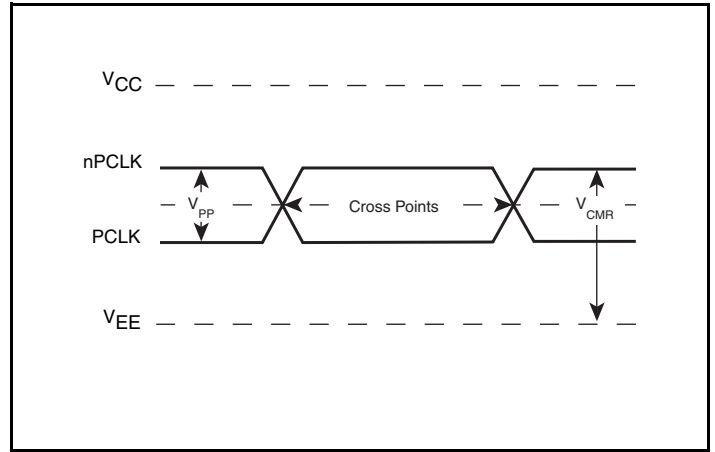 VCC
nPCLK
VPP
Cross Points
VCMR
PCLK
VEE